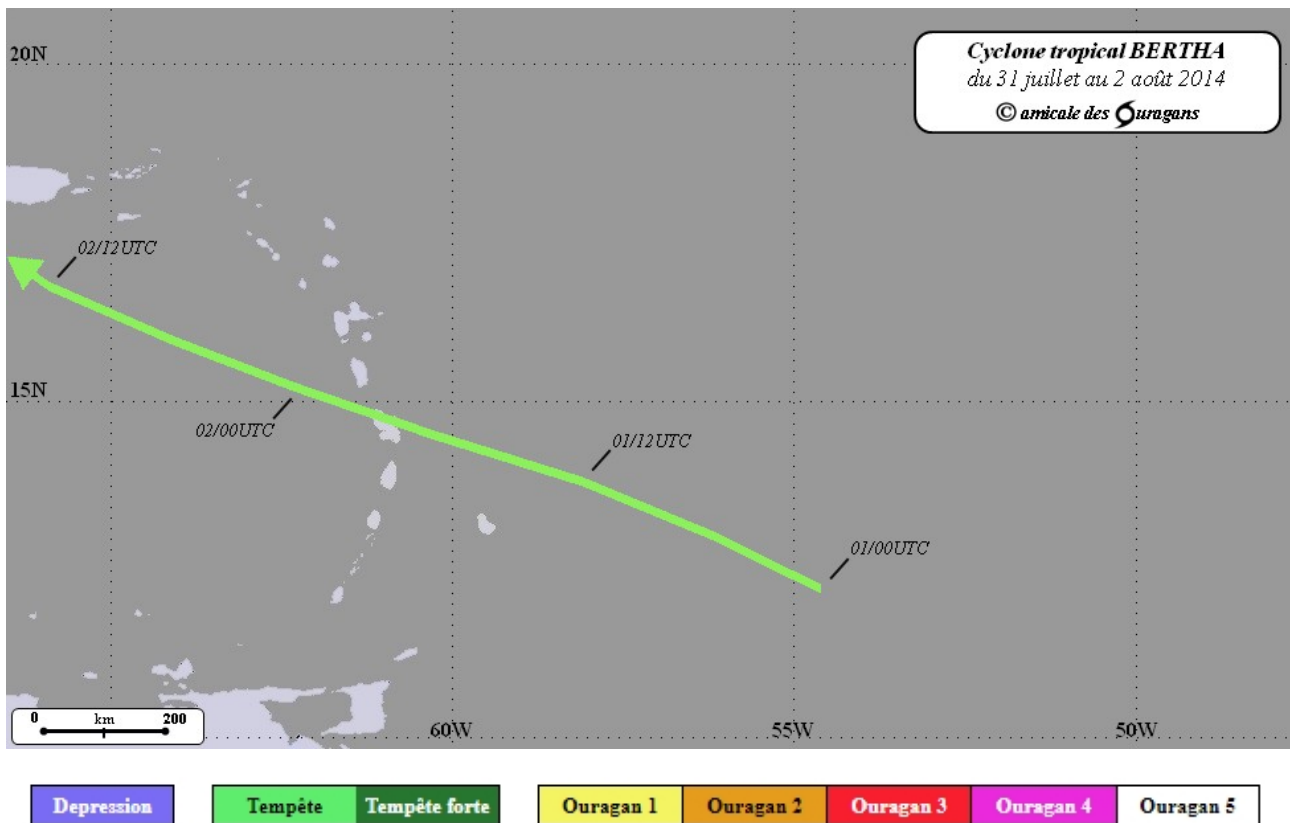 20N
Cyclone tropical BERTHA
du 31 juillet au 2 août 2014
© amicale des Ouragans
02/12UTC
15N
02/00UTC
01/12UTC
01/00UTC
0 km 200
60W
55W
50W
Depression
Tempête
Tempête forte
Ouragan 1
Ouragan 2
Ouragan 3
Ouragan 4
Ouragan 5